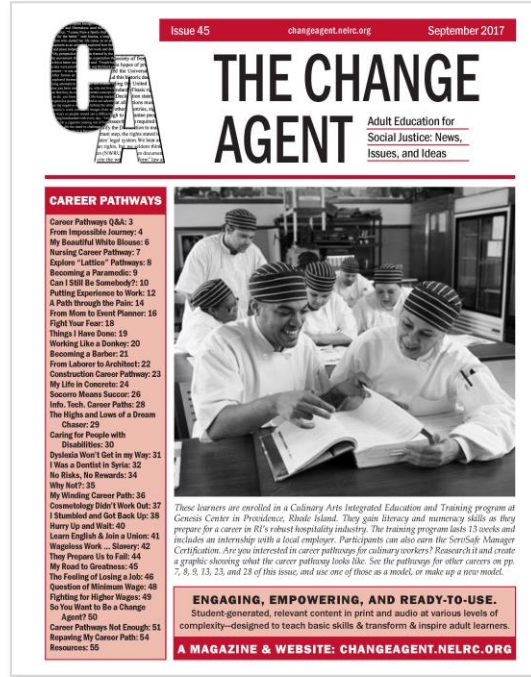 Issue 45 changeagent.nelrc.org September 2017
CA
THE CHANGE
AGENT
Adult Education for
Social Justice: News,
Issues, and Ideas
CAREER PATHWAYS
Career Pathways Q&A: 3
From Impossible Journey: 4
My Beautiful White Blouse: 6
Nursing Career Pathway: 7
Explore "Lattice" Pathways: 8
Becoming a Paramedic: 9
Can I Still Be Somebody?: 10
Putting Experience to Work: 12
A Path through the Pain: 14
From Mom to Event Planner: 16
Fight Your Fear: 18
Things I Have Done: 19
Working Like a Donkey: 20
Becoming a Barber: 21
From Laborer to Architect: 22
Construction Career Pathway: 23
My Life in Concrete: 24
Socorro Means Succor: 26
Info. Tech. Career Paths: 28
The Highs and Lows of a Dream
Chaser: 29
Caring for People with
Disabilities: 30
Dyslexia Won't Get in my Way: 31
I Was a Dentist in Syria: 32
No Risks, No Rewards: 34
Why Not?: 35
My Winding Career Path: 36
Cosmetology Didn't Work Out: 37
I Stumbled and Got Back Up: 38
Hurry Up and Wait: 40
Learn English & Join a Union: 41
Wageless Work ... Slavery: 42
They Prepare Us to Fail: 44
My Road to Greatness: 45
The Feeling of Losing a Job: 46
Question of Minimum Wage: 48
Fighting for Higher Wages: 49
So You Want to Be a Change
Agent? 50
Career Pathways Not Enough: 51
Repaving My Career Path: 54
Resources: 55
These learners are enrolled in a Culinary Arts Integrated Education and Training program at
Genesis Center in Providence, Rhode Island. They gain literacy and numeracy skills as they
prepare for a career in RI's robust hospitality industry. The training program lasts 13 weeks and
includes an internship with a local employer. Participants can also earn the ServSafe Manager
Certification. Are you interested in career pathways for culinary workers? Research it and create
a graphic showing what the career pathway looks like. See the pathways for other careers on pp.
7, 8, 9, 13, 23, and 28 of this issue, and use one of those as a model, or make up a new model.
ENGAGING, EMPOWERING, AND READY-TO-USE.
Student-generated, relevant content in print and audio at various levels of
complexity—designed to teach basic skills & transform & inspire adult learners.
A MAGAZINE & WEBSITE: CHANGEAGENT.NELRC.ORG